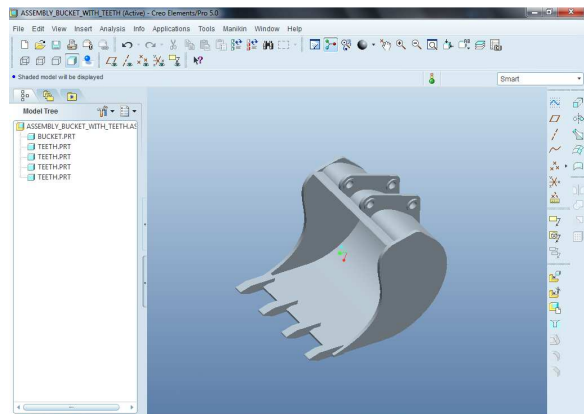 ASSEMBLY_BUCKET_WITH_TEETH (Active) - Creo Elements/Pro 5.0
File Edit View Insert Analysis Info Applications Tools Manikin Window Help
Shaded model will be displayed
Smart
Model Tree
ASSEMBLY_BUCKET_WITH_TEETH.AS
BUCKET.PRT
TEETH.PRT
TEETH.PRT
TEETH.PRT
TEETH.PRT